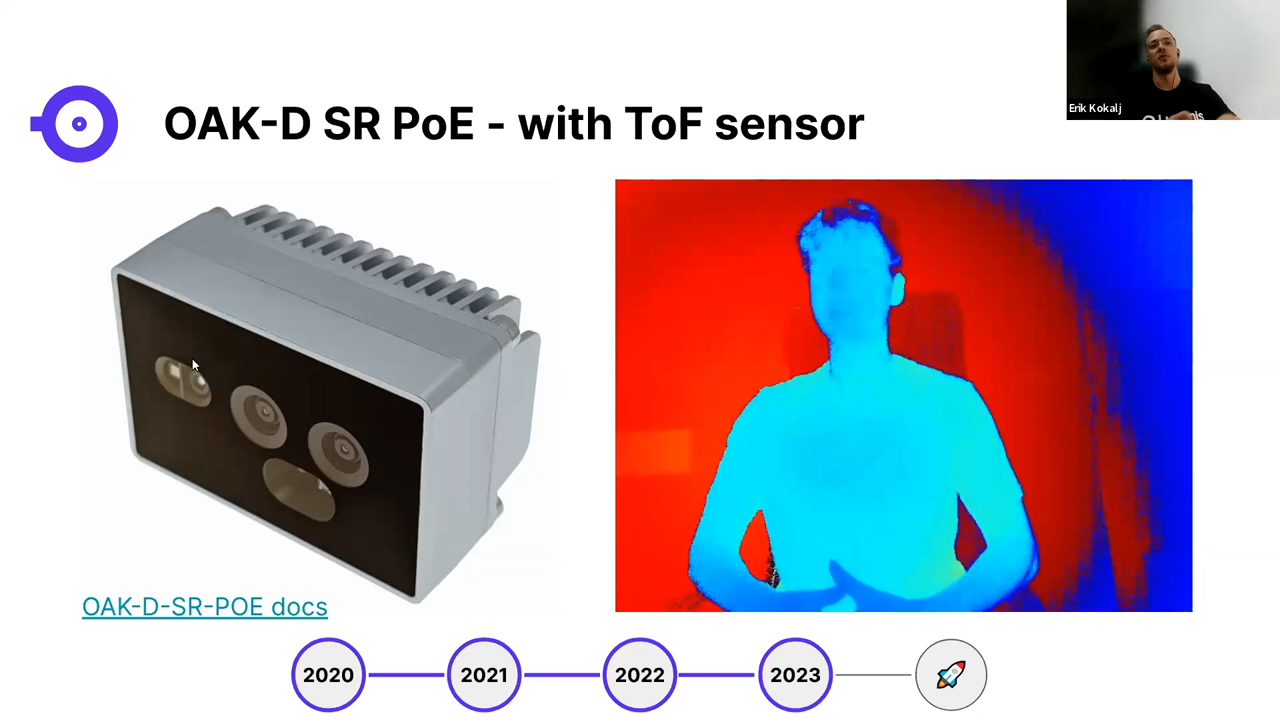 OAK-D SR PoE - with ToF sensor
Erik Kokalj
OAK-D-SR-POE docs
2020
2021
2022
2023